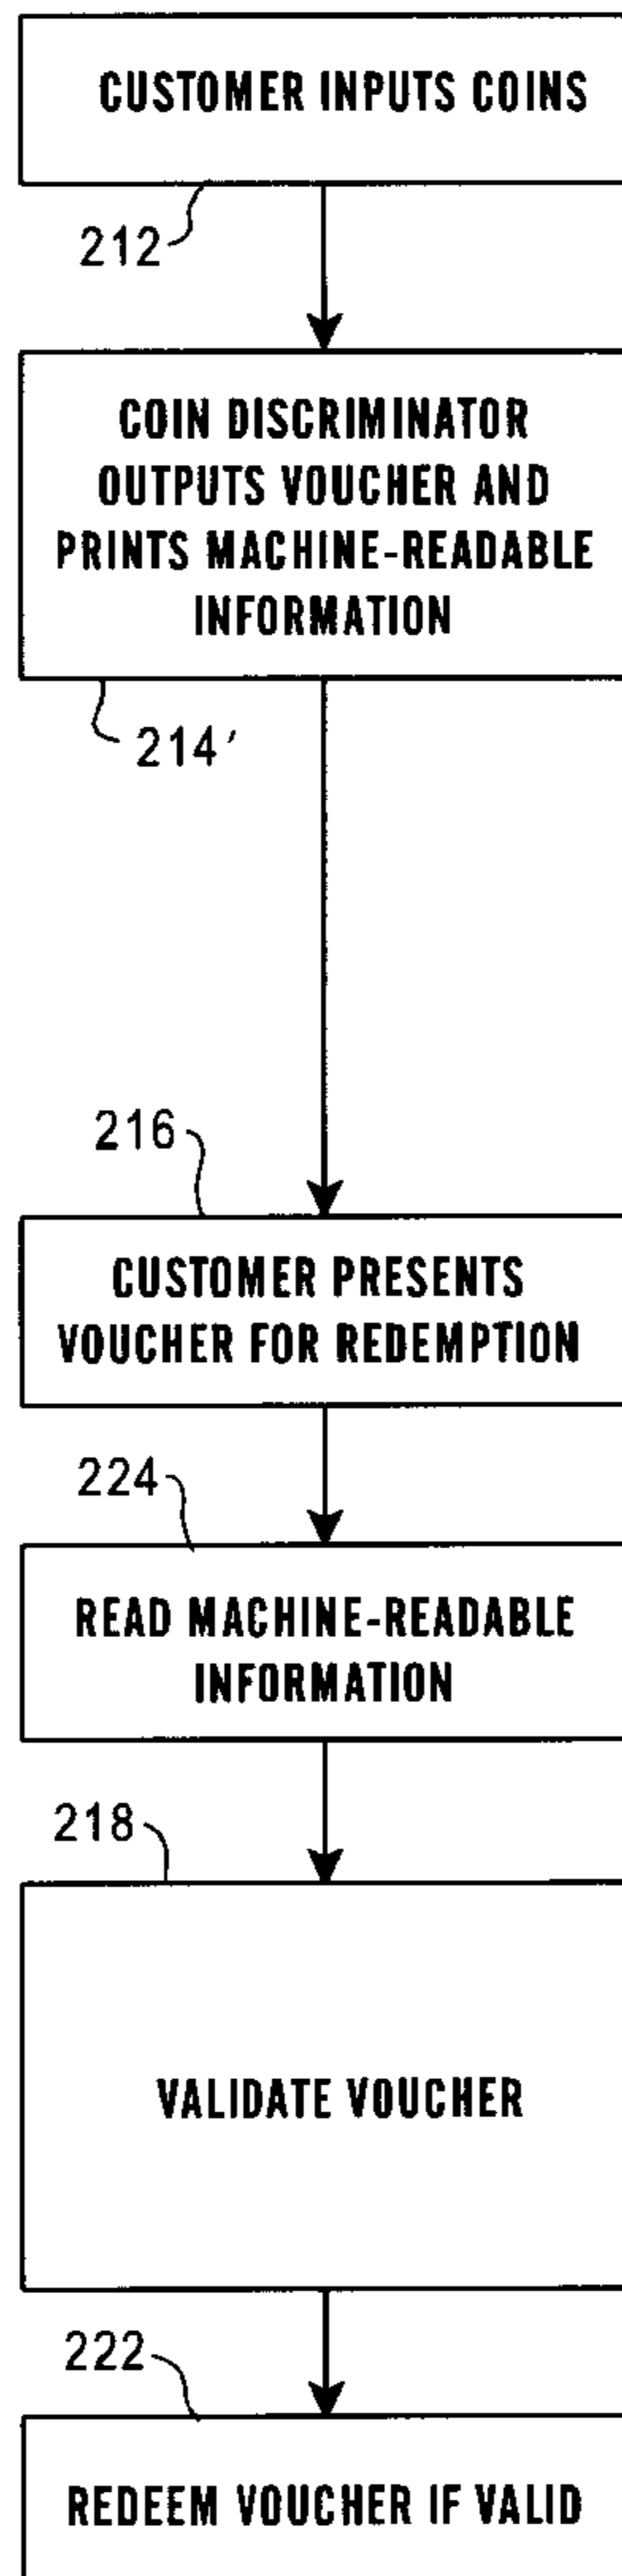 CUSTOMER INPUTS COINS
212
COIN DISCRIMINATOR
OUTPUTS VOUCHER AND
PRINTS MACHINE-READABLE
INFORMATION
214'
216
CUSTOMER PRESENTS
VOUCHER FOR REDEMPTION
224
READ MACHINE-READABLE
INFORMATION
218
VALIDATE VOUCHER
222
REDEEM VOUCHER IF VALID